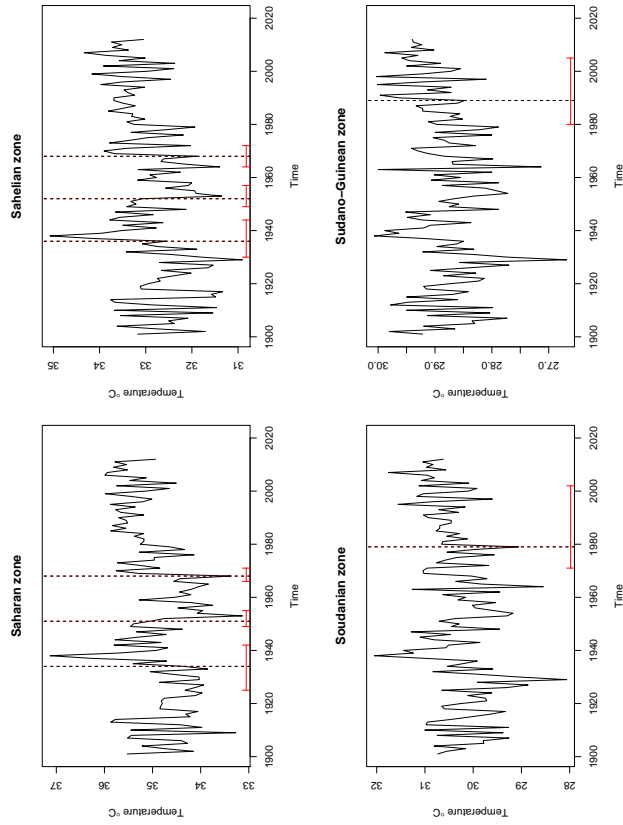 Saharan zone
Temperature °C
37
36
35
34
33
1900 1920 1940 1960 1980 2000 2020
Time
Sahelian zone
Temperature °C
35
34
33
32
31
1900 1920 1940 1960 1980 2000 2020
Time
Soudanian zone
Temperature °C
32
31
30
29
28
1900 1920 1940 1960 1980 2000 2020
Time
Sudano−Guinean zone
Temperature °C
30.0
29.0
28.0
27.0
1900 1920 1940 1960 1980 2000 2020
Time